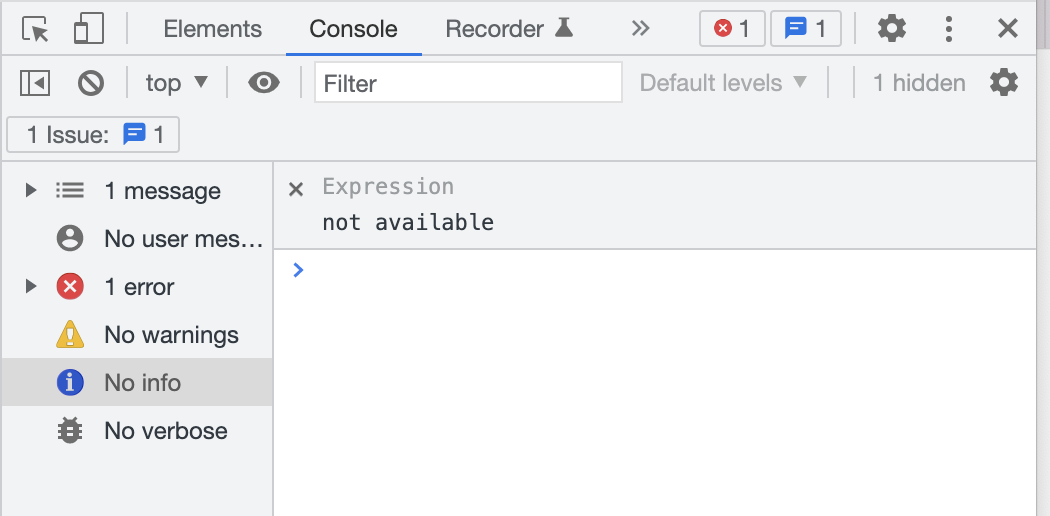 Elements Console Recorder 1 1
top Filter Default levels 1 hidden
1 Issue: 1
1 message
No user mes…
1 error
No warnings
No info
No verbose
Expression
not available